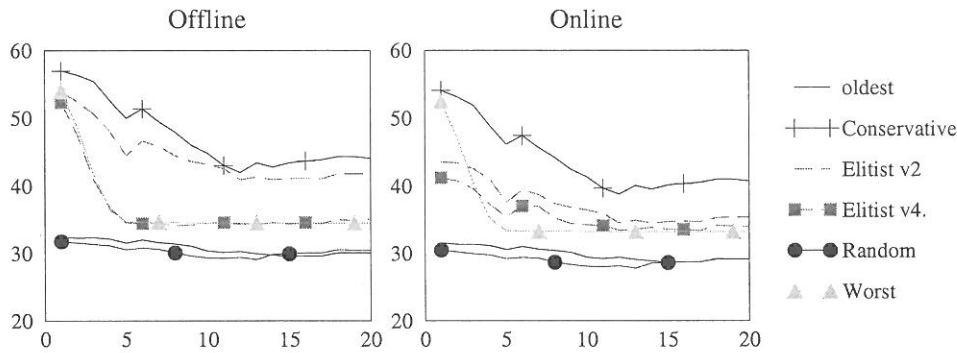 Offline
60
50
40
30
20
0 5 10 15 20
Online
60
50
40
30
20
0 5 10 15 20
oldest
Conservative
Elitist v2
Elitist v4.
Random
Worst